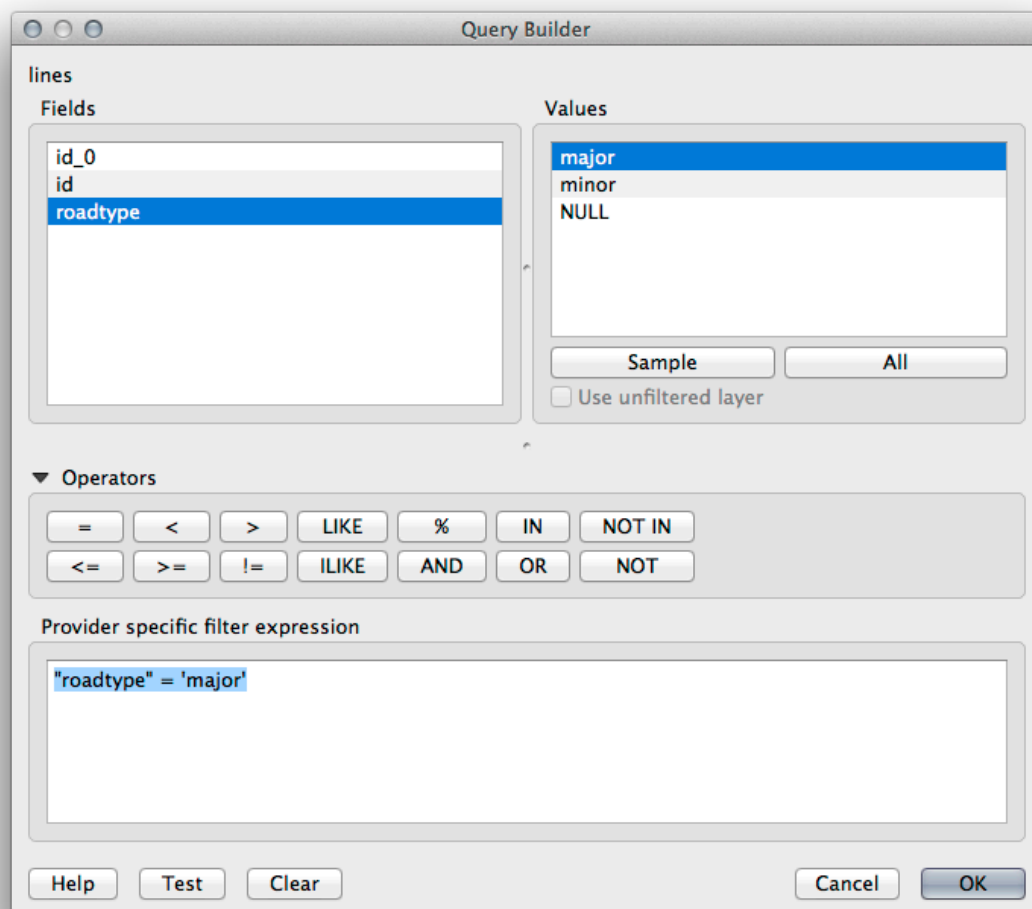 Query Builder
lines
Fields
id_0
id
roadtype
Values
major
minor
NULL
Sample All
Use unfiltered layer
Operators
= < > LIKE % IN NOT IN
<= >= != ILIKE AND OR NOT
Provider specific filter expression
"roadtype" = 'major'
Help Test Clear Cancel OK